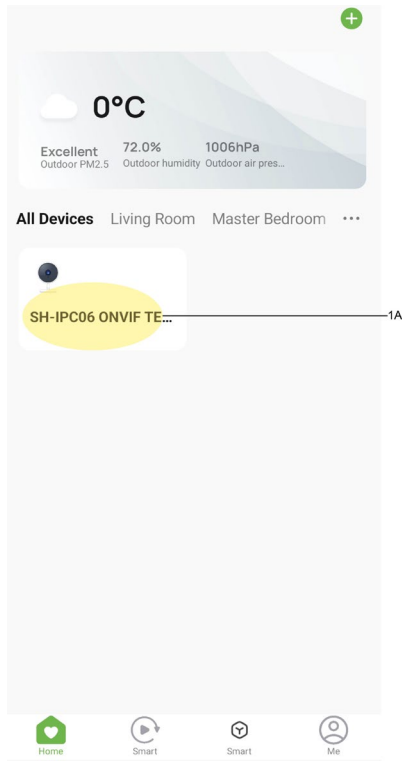 0°C
Excellent 72.0% 1006hPa
Outdoor PM2.5 Outdoor humidity Outdoor air pres...
All Devices Living Room Master Bedroom ...
SH-IPC06 ONVIF TE... 1A
Home Smart Smart Me